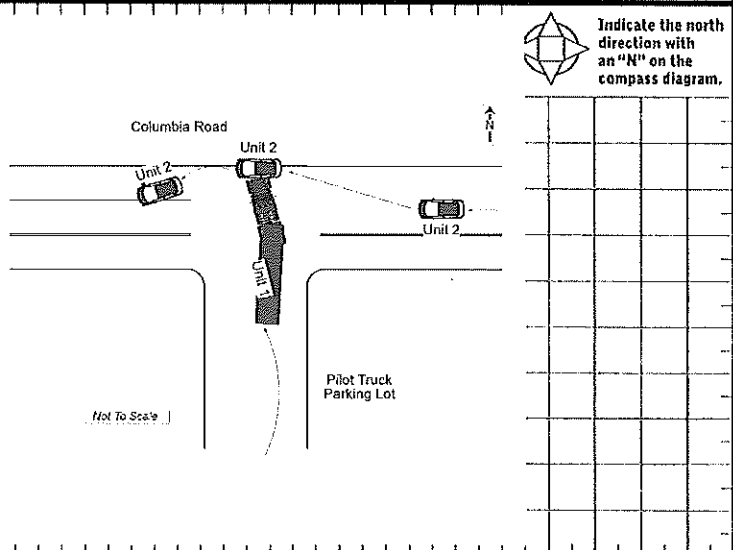 Indicate the north
direction with
an "N" on the
compass diagram.
N
Columbia Road
Unit 2
Unit 2
Unit 2
Unit 1
Pilot Truck
Parking Lot
Not To Scale